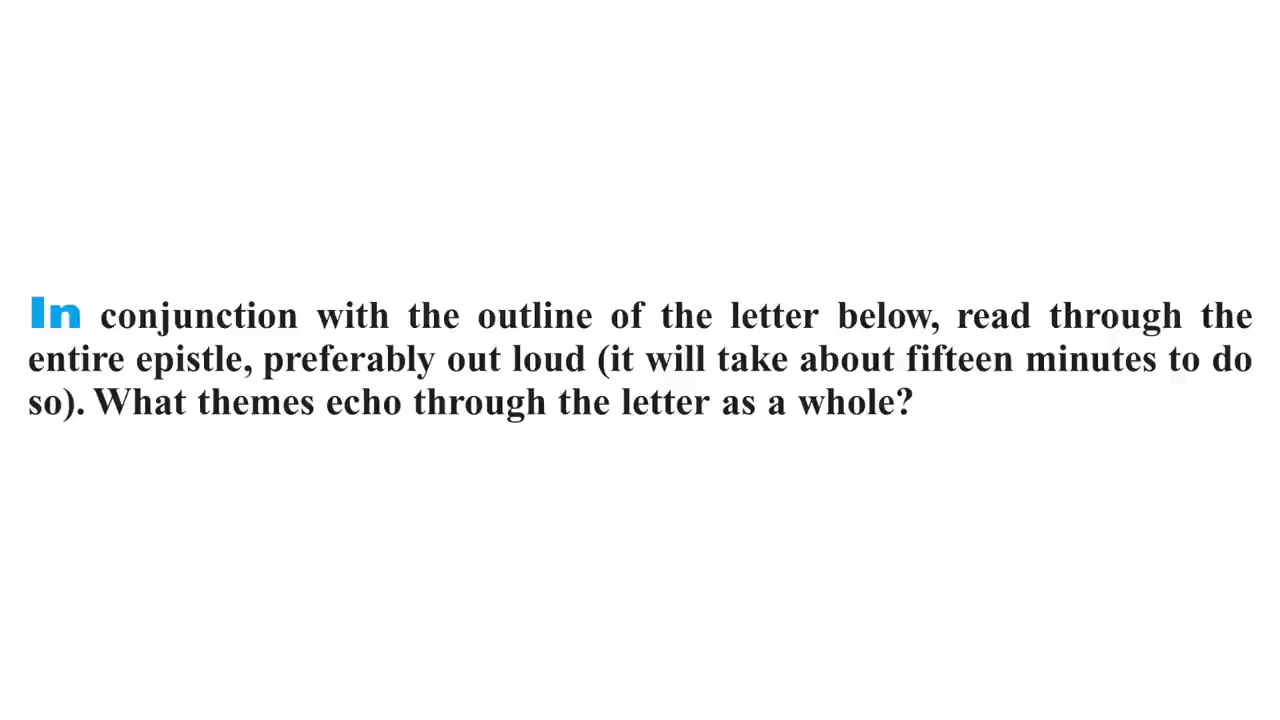 In conjunction with the outline of the letter below, read through the
entire epistle, preferably out loud (it will take about fifteen minutes to do
so). What themes echo through the letter as a whole?